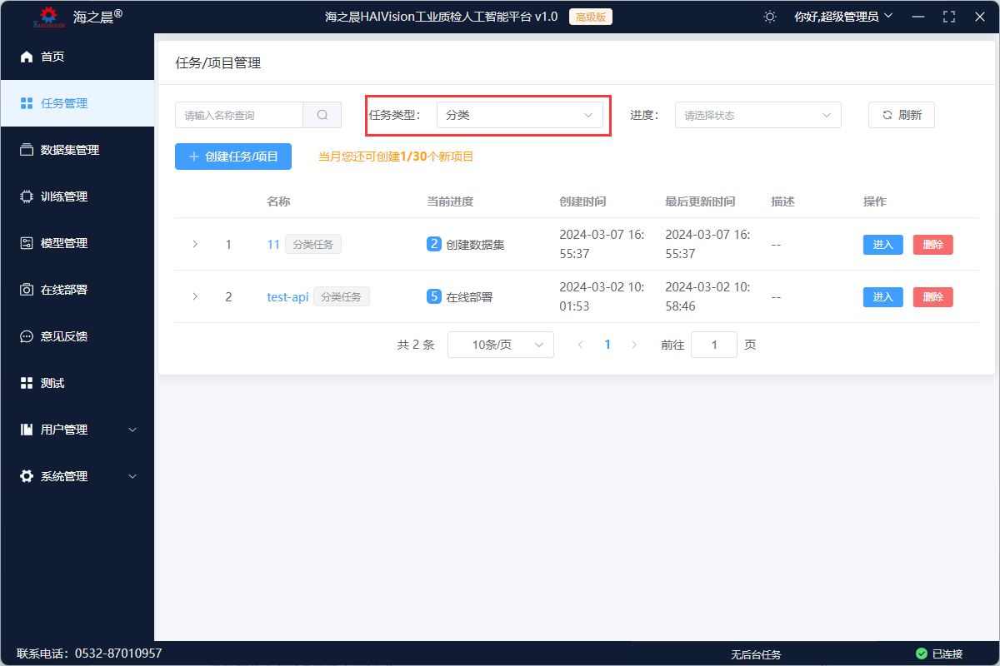 海之晨®
海之晨HAIVision工业质检人工智能平台 v1.0 高级版
你好,超级管理员
首页
任务管理
数据集管理
训练管理
模型管理
在线部署
意见反馈
测试
用户管理
系统管理
任务/项目管理
请输入名称查询
任务类型： 分类
进度： 请选择状态
刷新
创建任务/项目
当月您还可创建1/30个新项目
名称 当前进度 创建时间 最后更新时间 描述 操作
1 11 分类任务 2 创建数据集 2024-03-07 16:55:37 2024-03-07 16:55:37 -- 进入 删除
2 test-api 分类任务 5 在线部署 2024-03-02 10:01:53 2024-03-02 10:58:46 -- 进入 删除
共 2 条 10条/页 1 前往 1 页
联系电话：0532-87010957
无后台任务
已连接